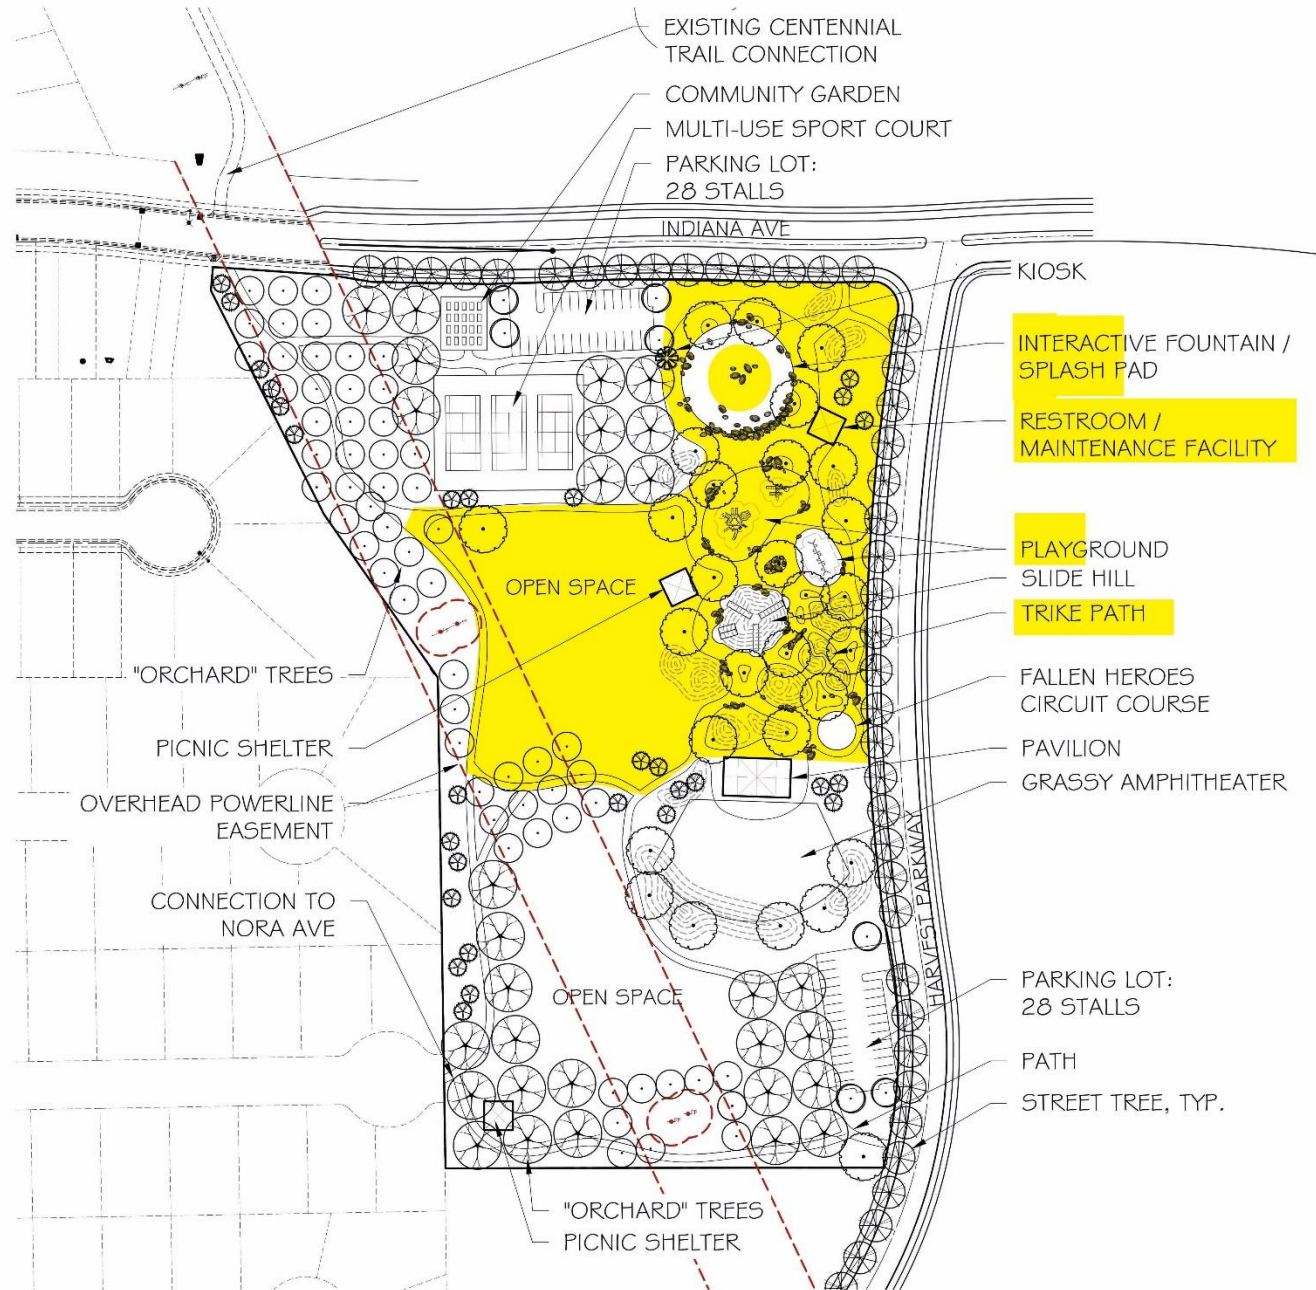 EXISTING CENTENNIAL
TRAIL CONNECTION
COMMUNITY GARDEN
MULTI-USE SPORT COURT
PARKING LOT:
28 STALLS
INDIANA AVE
KIOSK
INTERACTIVE FOUNTAIN /
SPLASH PAD
RESTROOM /
MAINTENANCE FACILITY
PLAYGROUND
SLIDE HILL
TRIKE PATH
FALLEN HEROES
CIRCUIT COURSE
PAVILION
GRASSY AMPHITHEATER
HARVEST PARKWAY
PARKING LOT:
28 STALLS
PATH
STREET TREE, TYP.
OPEN SPACE
"ORCHARD" TREES
PICNIC SHELTER
OVERHEAD POWERLINE
EASEMENT
CONNECTION TO
NORA AVE
OPEN SPACE
"ORCHARD" TREES
PICNIC SHELTER